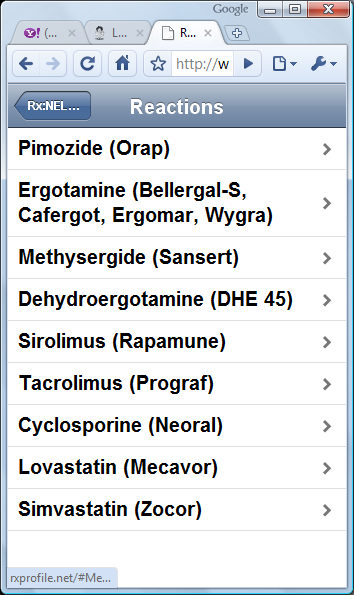 Google
Y! (...
L...
R...
http://w
Rx:NEL...
Reactions
Pimozide (Orap)
Ergotamine (Bellergal-S,
Cafergot, Ergomar, Wygra)
Methysergide (Sansert)
Dehydroergotamine (DHE 45)
Sirolimus (Rapamune)
Tacrolimus (Prograf)
Cyclosporine (Neoral)
Lovastatin (Mecavor)
Simvastatin (Zocor)
rxprofile.net/#Me...